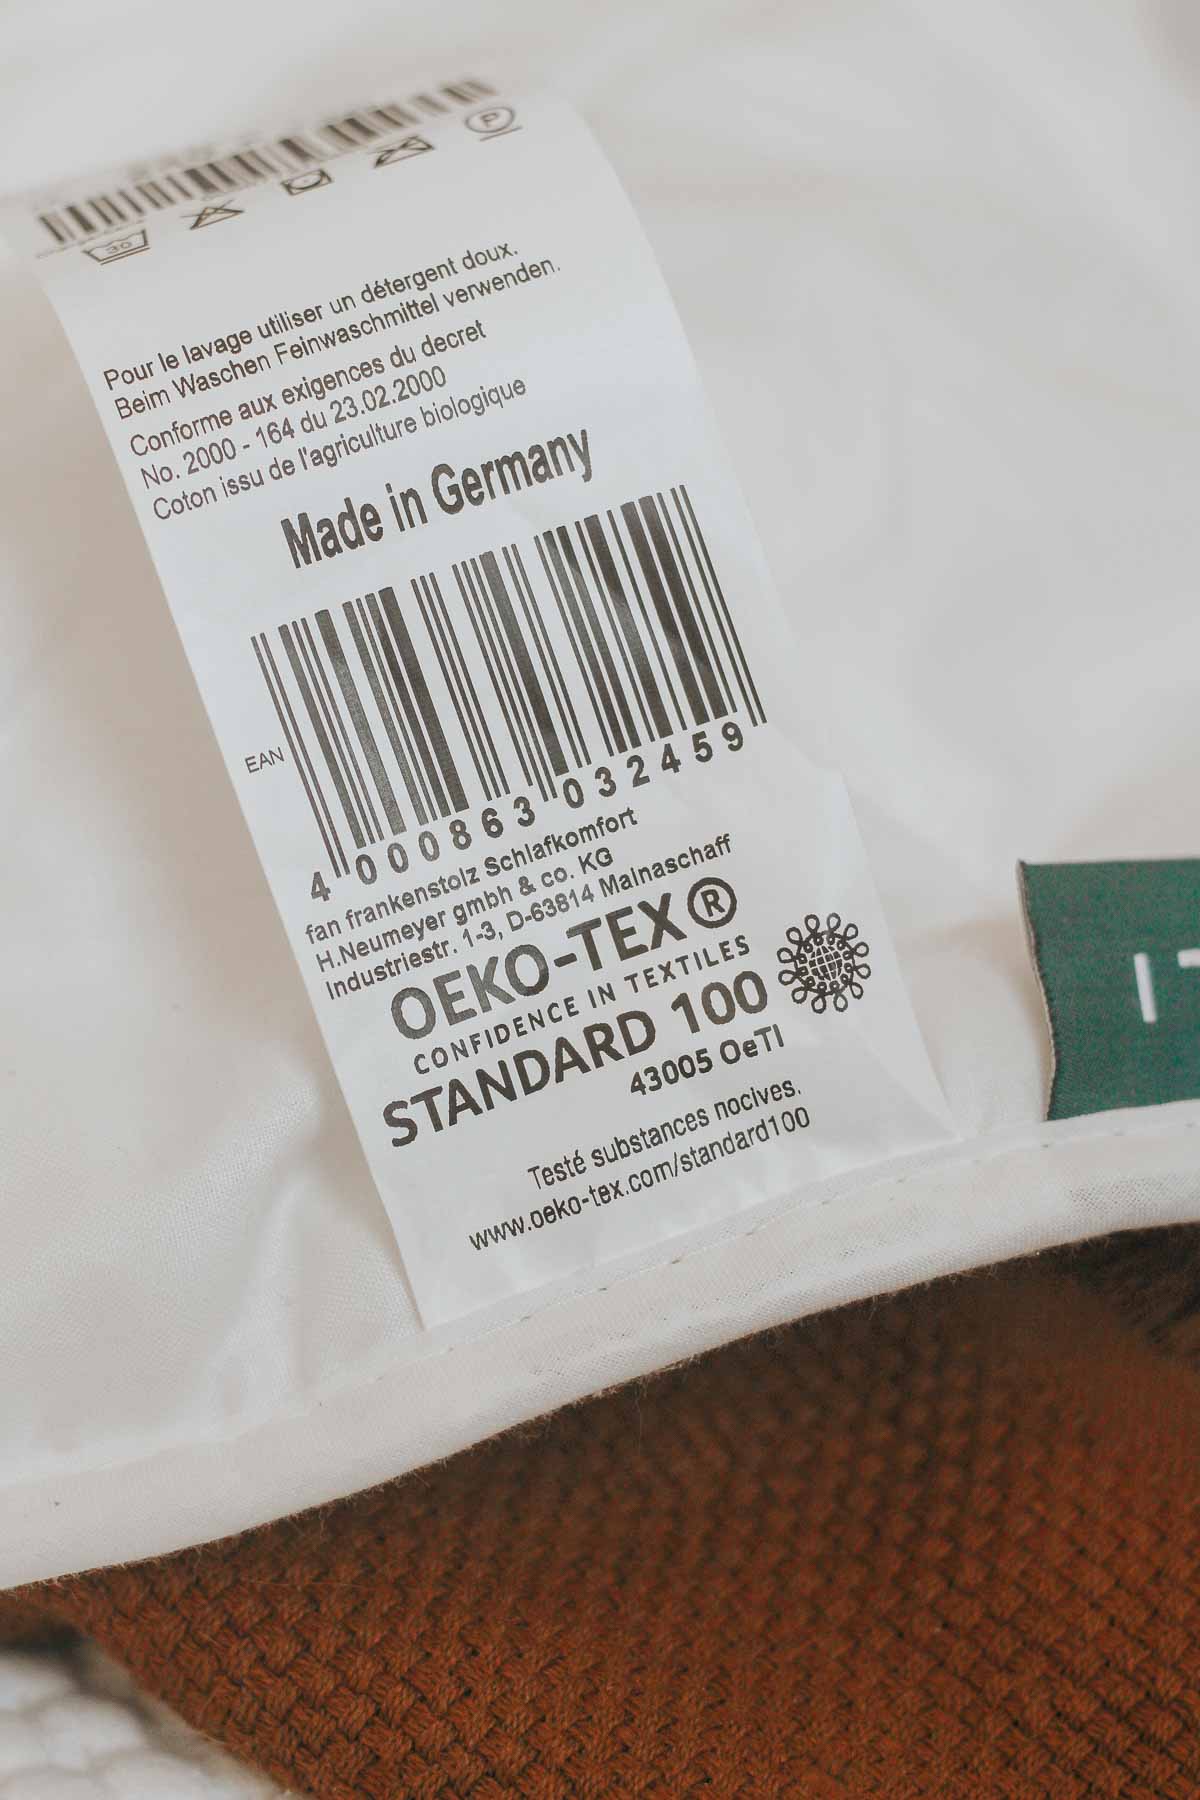 30
P
Pour le lavage utiliser un détergent doux.
Beim Waschen Feinwaschmittel verwenden.
Conforme aux exigences du decret
No. 2000 - 164 du 23.02.2000
Coton issu de l'agriculture biologique
Made in Germany
EAN
4 000863 032459
fan frankenstolz Schlafkomfort
H.Neumeyer gmbh & co. KG
Industriestr. 1-3, D-63814 Mainaschaff
OEKO-TEX®
CONFIDENCE IN TEXTILES
STANDARD 100
43005 OeTI
Testé substances nocives.
www.oeko-tex.com/standard100